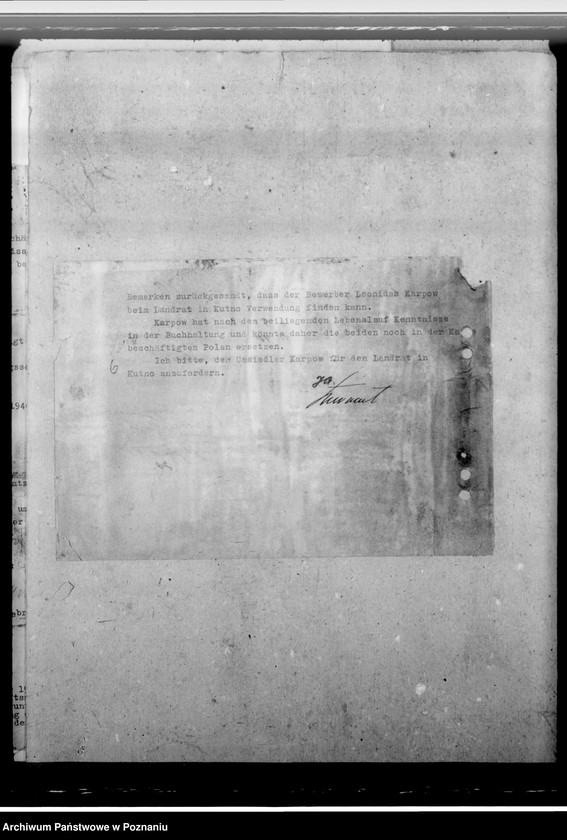 Bemerken zurückgesandt, dass der Bewerber Leonidas Karpow
beim Landrat in Kutno Verwendung finden kann.
Karpow hat nach dem beiliegenden Lebenslauf Kenntnisse
in der Buchhaltung und könnte daher die beiden noch in der Ka
beschäftigten Polen ersetzen.
Ich bitte, den Umsiedler Karpow für den Landrat in
Kutno anzufordern.
6
194
Archiwum Państwowe w Poznaniu